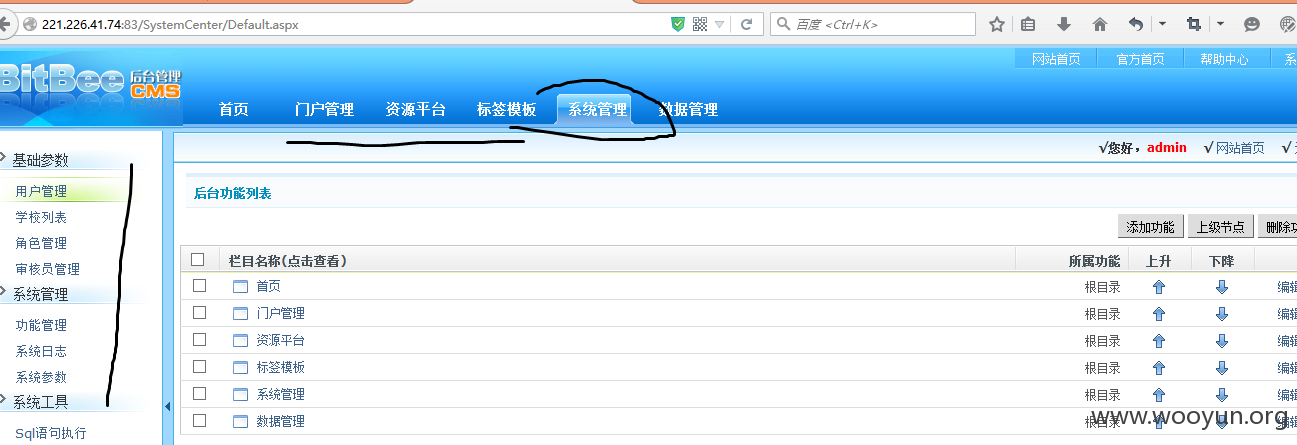 221.226.41.74:83/SystemCenter/Default.aspx
百度 <Ctrl+K>
BitBee 后台管理 CMS
网站首页 官方首页 帮助中心 系
首页 门户管理 资源平台 标签模板 系统管理 数据管理
√您好，admin √网站首页 √
基础参数
用户管理
学校列表
角色管理
审核员管理
系统管理
功能管理
系统日志
系统参数
系统工具
Sql语句执行
后台功能列表
添加功能 上级节点 删除
栏目名称(点击查看) 所属功能 上升 下降
首页 根目录 编辑
门户管理 根目录 编辑
资源平台 根目录 编辑
标签模板 根目录 编辑
系统管理 根目录 编辑
数据管理 根目录 编辑
www.wooyun.org